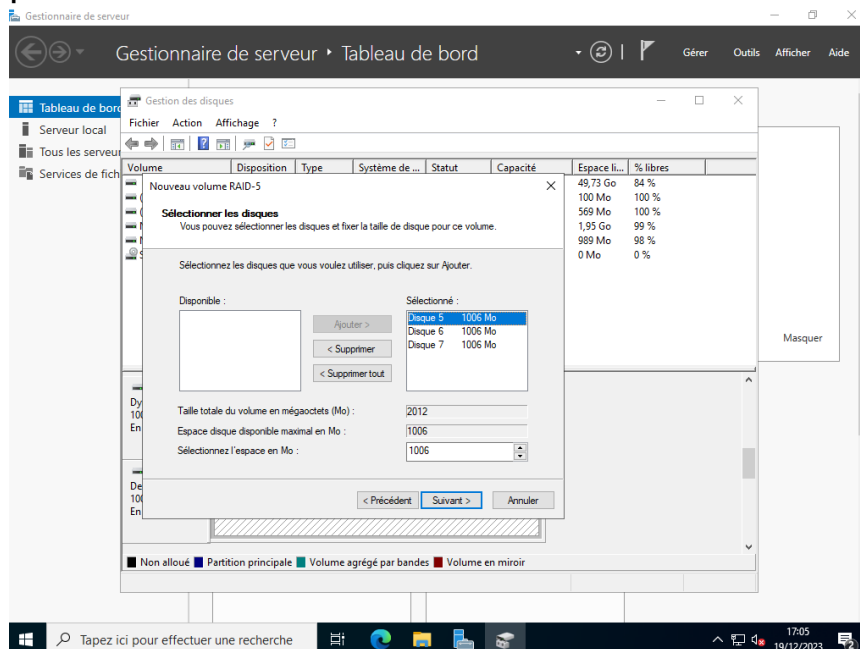 Gestionnaire de serveur
Gestionnaire de serveur • Tableau de bord
Gérer Outils Afficher Aide
Tableau de bord
Serveur local
Tous les serveu
Services de fich
Gestion des disques
Fichier Action Affichage ?
Volume Disposition Type Système de ... Statut Capacité Espace li... % libres
49,73 Go 84 %
100 Mo 100 %
569 Mo 100 %
1,95 Go 99 %
989 Mo 98 %
0 Mo 0 %
Nouveau volume RAID-5
Sélectionner les disques
Vous pouvez sélectionner les disques et fixer la taille de disque pour ce volume.
Sélectionnez les disques que vous voulez utiliser, puis cliquez sur Ajouter.
Disponible :
Sélectionné :
Ajouter >
< Supprimer
< Supprimer tout
Disque 5 1006 Mo
Disque 6 1006 Mo
Disque 7 1006 Mo
Taille totale du volume en mégaoctets (Mo) : 2012
Espace disque disponible maximal en Mo : 1006
Sélectionnez l'espace en Mo : 1006
< Précédent Suivant > Annuler
Masquer
Dy
100
En
De
100
En
Non alloué Partition principale Volume agrégé par bandes Volume en miroir
Tapez ici pour effectuer une recherche
17:05
19/12/2023
2